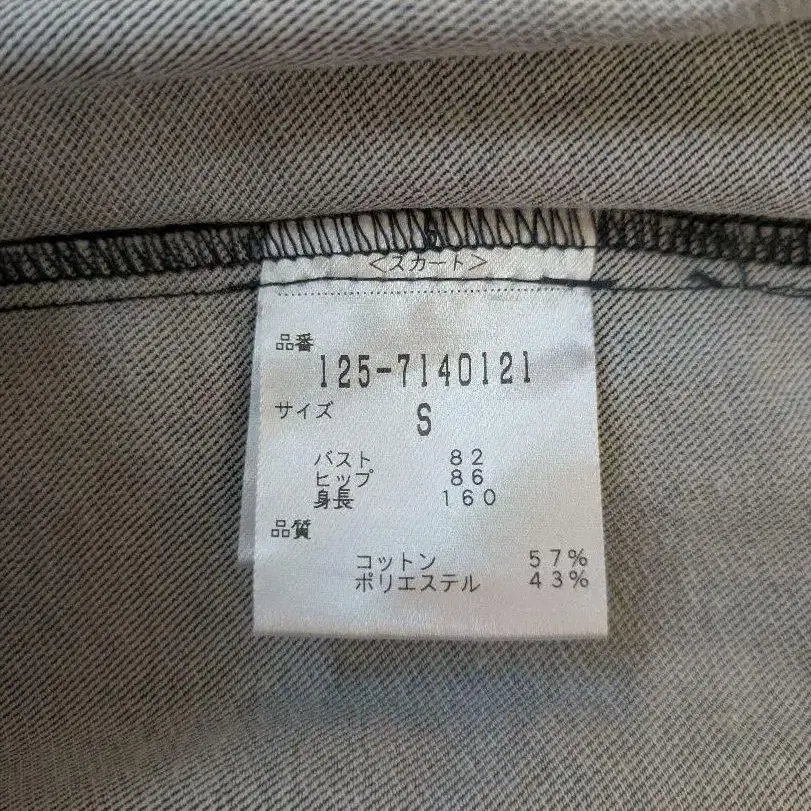 <スカート>
品番
125-7140121
サイズ
S
バスト 82
ヒップ 86
身長 160
品質
コットン 57%
ポリエステル 43%